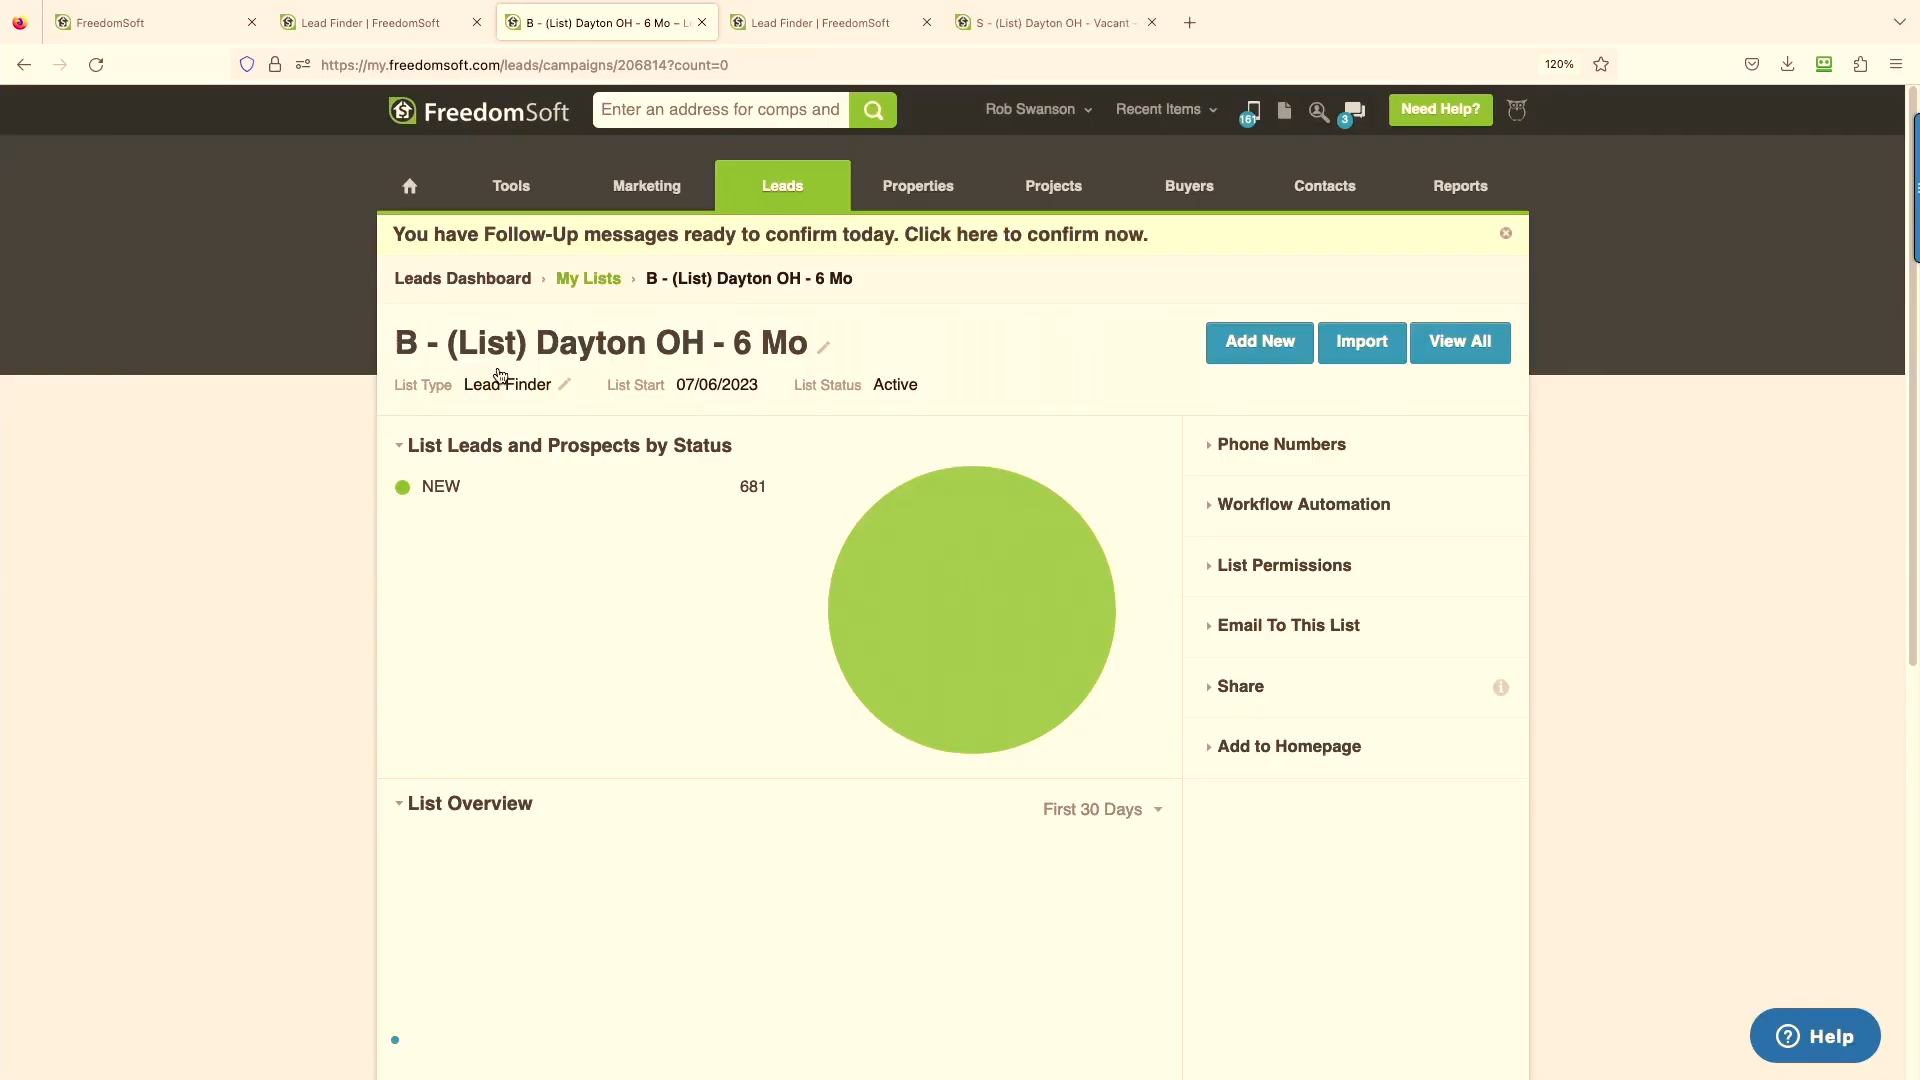 FreedomSoft
Lead Finder | FreedomSoft
B - (List) Dayton OH - 6 Mo –
Lead Finder | FreedomSoft
S - (List) Dayton OH - Vacant -
https://my.freedomsoft.com/leads/campaigns/206814?count=0
120%
FreedomSoft
Enter an address for comps and
Rob Swanson
Recent Items
161
3
Need Help?
Tools
Marketing
Leads
Properties
Projects
Buyers
Contacts
Reports
You have Follow-Up messages ready to confirm today. Click here to confirm now.
Leads Dashboard › My Lists › B - (List) Dayton OH - 6 Mo
B - (List) Dayton OH - 6 Mo
Add New
Import
View All
List Type Lead Finder
List Start 07/06/2023
List Status Active
List Leads and Prospects by Status
NEW 681
Phone Numbers
Workflow Automation
List Permissions
Email To This List
Share
Add to Homepage
List Overview
First 30 Days
Help